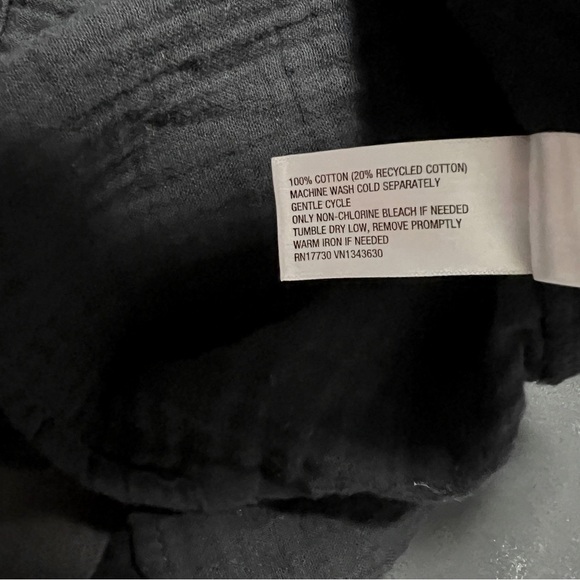 100% COTTON (20% RECYCLED COTTON)
MACHINE WASH COLD SEPARATELY
GENTLE CYCLE
ONLY NON-CHLORINE BLEACH IF NEEDED
TUMBLE DRY LOW, REMOVE PROMPTLY
WARM IRON IF NEEDED
RN17730 VN1343630